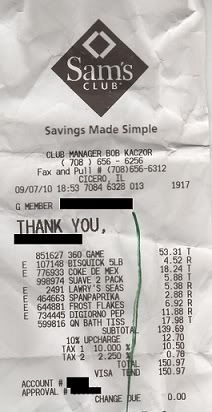 Sam's
CLUB
Savings Made Simple
CLUB MANAGER BOB KACZOR
( 708 ) 656 - 6256
Fax and Pull # (708)656-6312
CICERO, IL
09/07/10 18:53 7084 6328 013 1917
G MEMBER
THANK YOU,
851627 360 GAME 53.31 T
E 107148 BISQUICK 5LB 4.52 R
E 776933 COKE DE MEX 18.24 T
998974 SUAVE 2 PACK 5.88 T
E 2491 LAWRY'S SEAS 5.38 R
E 464663 SPANPAPRIKA 2.88 R
E 644881 FROST FLAKES 6.92 R
E 734445 DIGIORNO PEP 11.88 R
599816 QN BATH TISS 17.98 T
SUBTOTAL 139.69
10% UPCHARGE 12.70
TAX 1 10.000 % 10.50
TAX 2 2.250 % 0.78
TOTAL 150.97
VISA TEND 150.97
ACCOUNT #
APPROVAL #
CHANGE DUE 0.00